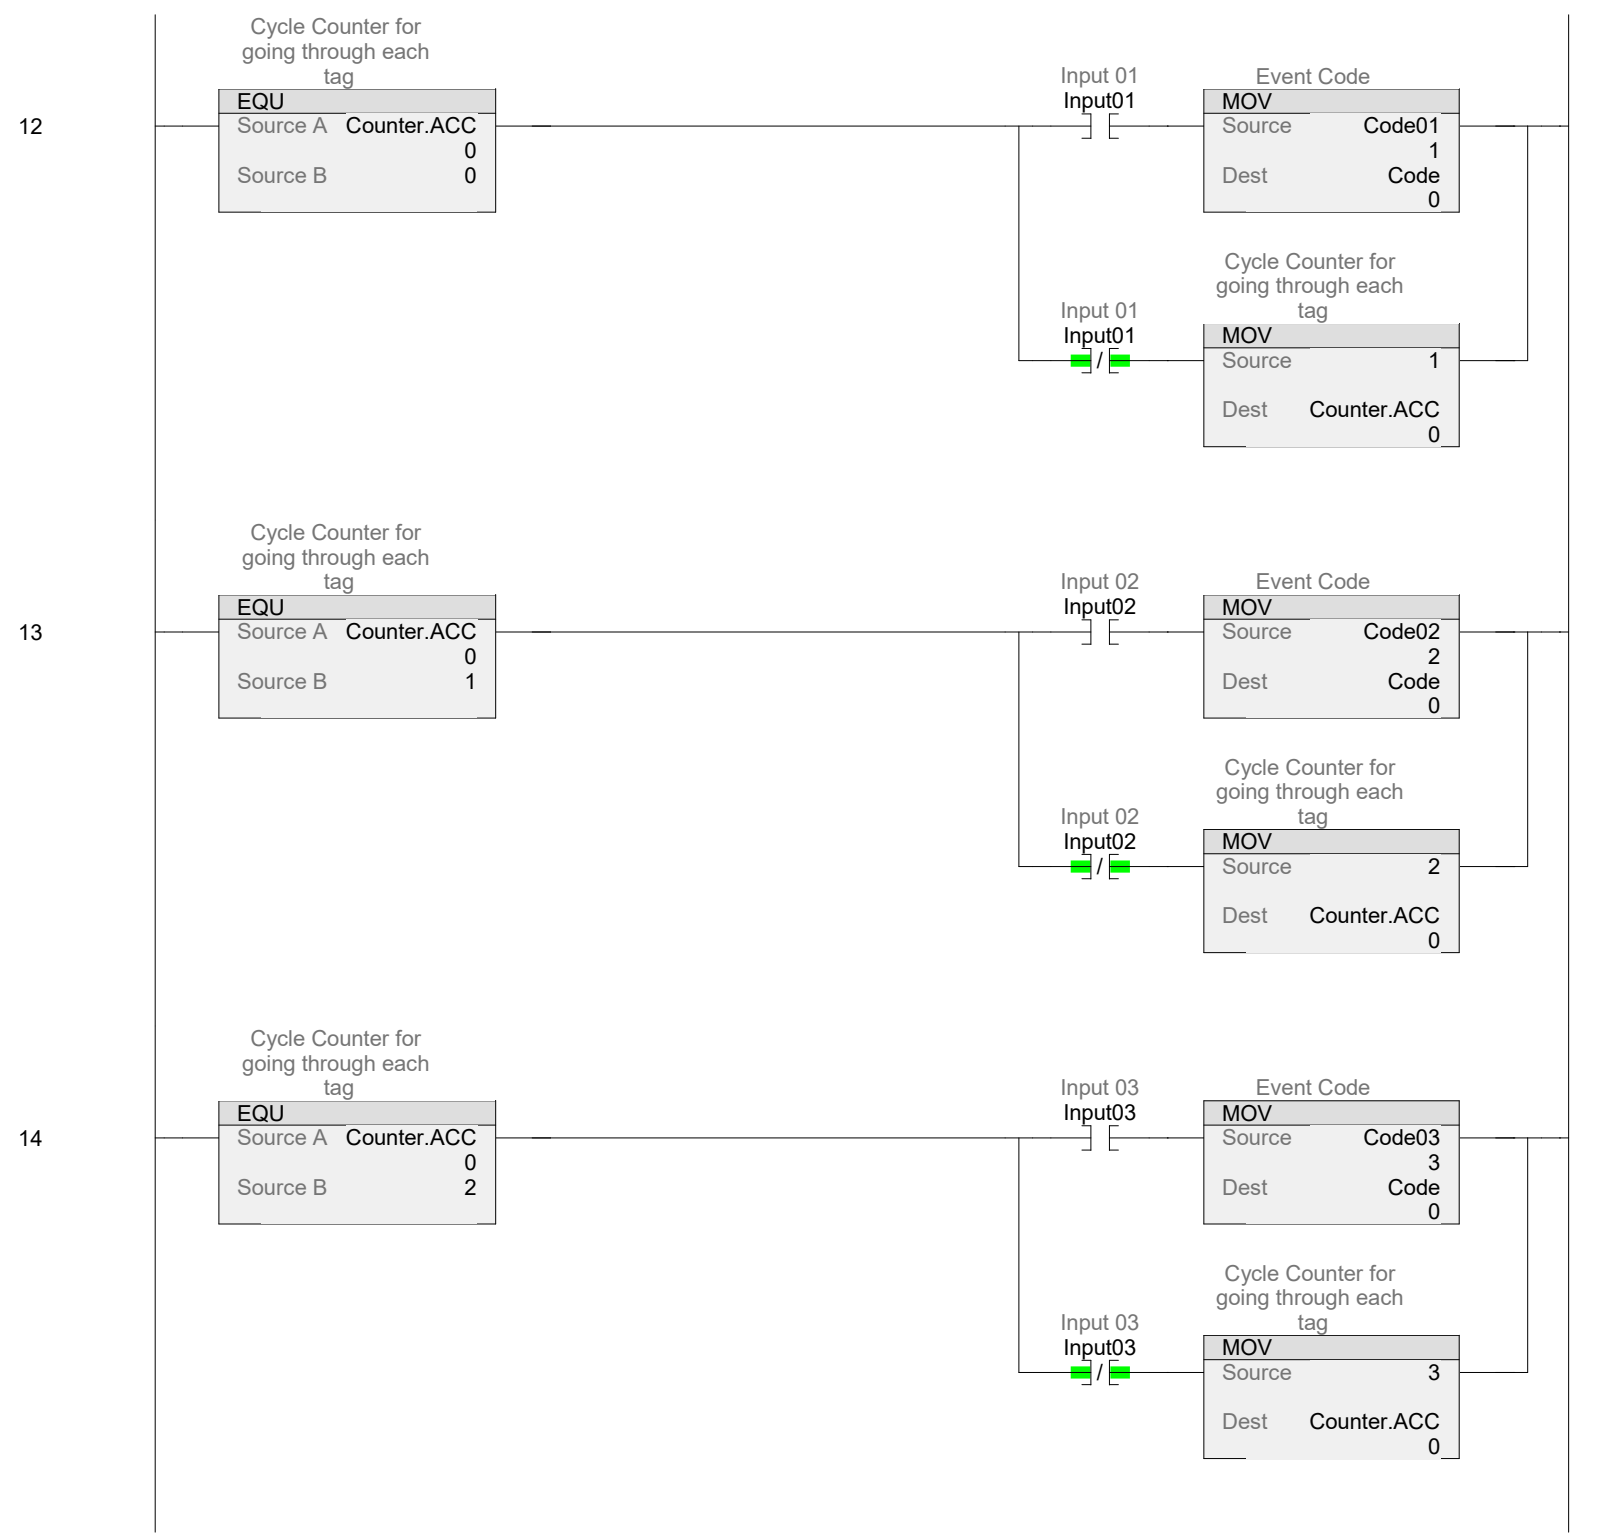 Cycle Counter for
going through each
tag
EQU
Source A Counter.ACC
0
Source B 0
12
Input 01
Input01
Event Code
MOV
Source Code01
1
Dest Code
0
Input 01
Input01
/
Cycle Counter for
going through each
tag
MOV
Source 1
Dest Counter.ACC
0
Cycle Counter for
going through each
tag
EQU
Source A Counter.ACC
0
Source B 1
13
Input 02
Input02
Event Code
MOV
Source Code02
2
Dest Code
0
Input 02
Input02
/
Cycle Counter for
going through each
tag
MOV
Source 2
Dest Counter.ACC
0
Cycle Counter for
going through each
tag
EQU
Source A Counter.ACC
0
Source B 2
14
Input 03
Input03
Event Code
MOV
Source Code03
3
Dest Code
0
Input 03
Input03
/
Cycle Counter for
going through each
tag
MOV
Source 3
Dest Counter.ACC
0